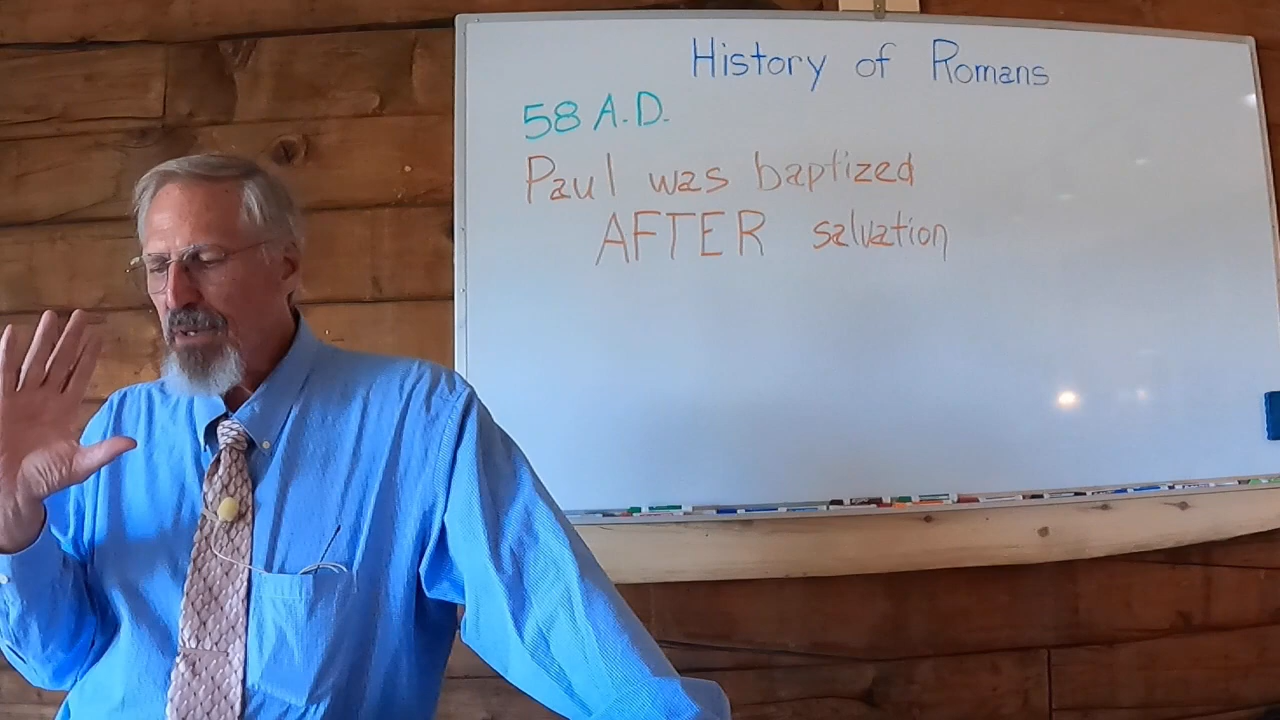 History of Romans
58 A.D.
Paul was baptized
AFTER salvation